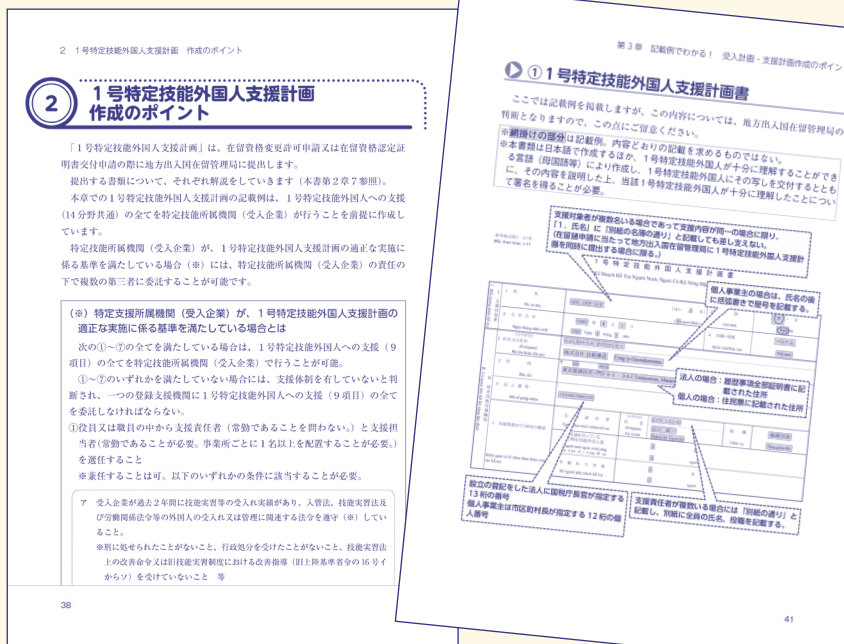 2 1号特定技能外国人支援計画 作成のポイント
2
1号特定技能外国人支援計画
作成のポイント
「1号特定技能外国人支援計画」は、在留資格変更許可申請又は在留資格認定証
明書交付申請の際に地方出入国在留管理局に提出します。
提出する書類について、それぞれ解説をしていきます（本書第2章7参照）。
本章での1号特定技能外国人支援計画の記載例は、1号特定技能外国人への支援
(14分野共通)の全てを特定技能所属機関（受入企業）が行うことを前提に作成し
ています。
特定技能所属機関（受入企業）が、1号特定技能外国人支援計画の適正な実施に
係る基準を満たしている場合（※）には、特定技能所属機関（受入企業）の責任の
下で複数の第三者に委託することが可能です。
（※）特定支援所属機関（受入企業）が、1号特定技能外国人支援計画の
適正な実施に係る基準を満たしている場合とは
次の①～⑦の全てを満たしている場合は、1号特定技能外国人への支援（9
項目）の全てを特定技能所属機関（受入企業）で行うことが可能。
①～⑦のいずれかを満たしていない場合には、支援体制を有していないと判
断され、一つの登録支援機関に1号特定技能外国人への支援（9項目）の全て
を委託しなければならない。
①役員又は職員の中から支援責任者（常勤であることを問わない。）と支援担
当者（常勤であることが必要。事業所ごとに1名以上を配置することが必要。）
を選任すること
※兼任することは可。以下のいずれかの条件に該当することが必要。
ア 受入企業が過去2年間に技能実習等の受入れ実績があり、入管法、技能実習法及
び労働関係法令等の外国人の受入れ又は管理に関連する法令を遵守（※）してい
ること。
※刑に処せられたことがないこと、行政処分を受けたことがないこと、技能実習法
上の改善命令又は旧技能実習制度における改善指導（旧上陸基準省令の16号イ
からソ）を受けていないこと 等
38
第3章 記載例でわかる！ 受入計画・支援計画作成のポイン
①1号特定技能外国人支援計画書
ここでは記載例を掲載しますが、この内容については、地方出入国在留管理局の
判断となりますので、この点にご留意ください。
※網掛けの部分は記載例。内容どおりの記載を求めるものではない。
※本書類は日本語で作成するほか、1号特定技能外国人が十分に理解することができ
る言語（母国語等）により作成し、1号特定技能外国人にその写しを交付するととも
に、その内容を説明した上、当該1号特定技能外国人が十分に理解したことについ
て署名を得ることが必要。
支援対象者が複数名いる場合であって支援内容が同一の場合に限り、
「1．氏名」に「別紙の名簿の通り」と記載しても差し支えない。
(在留諸申請に当たって地方出入国在留管理局に1号特定技能外国人支援計
画を同時に提出する場合に限る。)
1号特定技能外国人支援計画書
個人事業主の場合は、氏名の後
に括弧書きで屋号を記載する。
法人の場合：履歴事項全部証明書に記
載された住所
個人の場合：住民票に記載された住所
設立の登記をした法人に国税庁長官が指定する
13桁の番号
個人事業主は市区町村長が指定する12桁の個
人番号
支援責任者が複数いる場合には「別紙の通り」と
記載し、別紙に全員の氏名、役職を記載する。
41